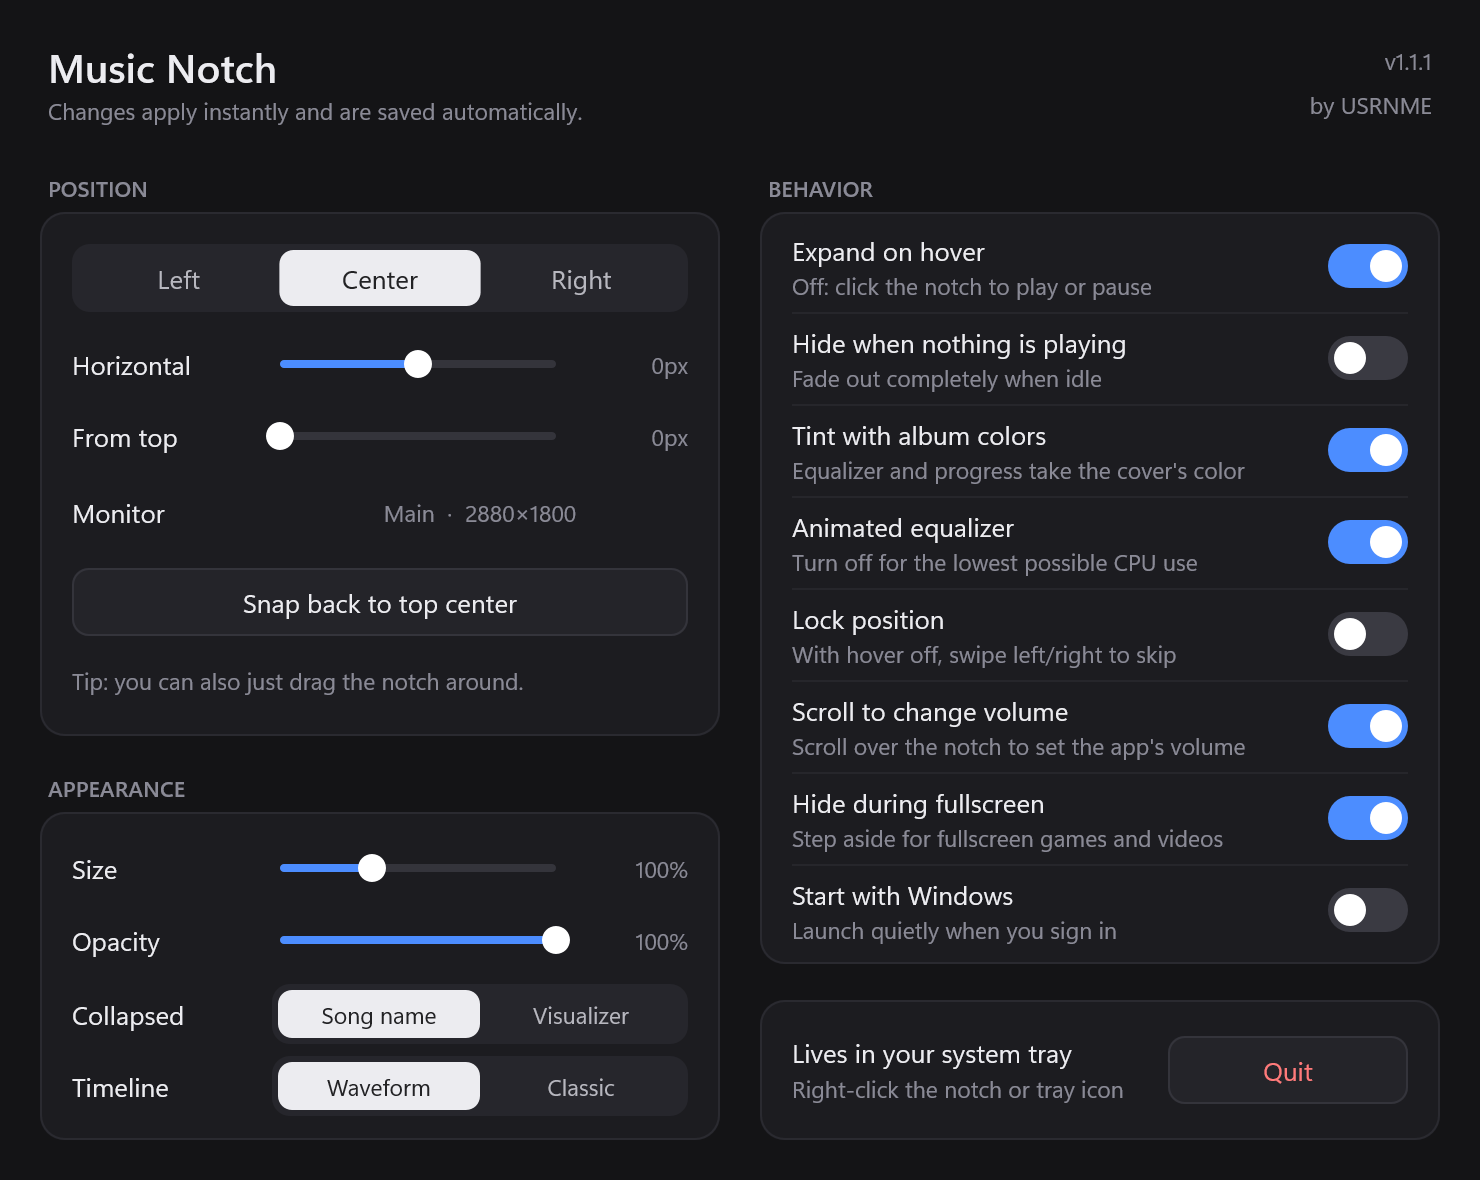 Music Notch
Changes apply instantly and are saved automatically.
v1.1.1
by USRNME
POSITION
Left
Center
Right
Horizontal
0px
From top
0px
Monitor
Main · 2880×1800
Snap back to top center
Tip: you can also just drag the notch around.
APPEARANCE
Size
100%
Opacity
100%
Collapsed
Song name
Visualizer
Timeline
Waveform
Classic
BEHAVIOR
Expand on hover
Off: click the notch to play or pause
Hide when nothing is playing
Fade out completely when idle
Tint with album colors
Equalizer and progress take the cover's color
Animated equalizer
Turn off for the lowest possible CPU use
Lock position
With hover off, swipe left/right to skip
Scroll to change volume
Scroll over the notch to set the app's volume
Hide during fullscreen
Step aside for fullscreen games and videos
Start with Windows
Launch quietly when you sign in
Lives in your system tray
Right-click the notch or tray icon
Quit